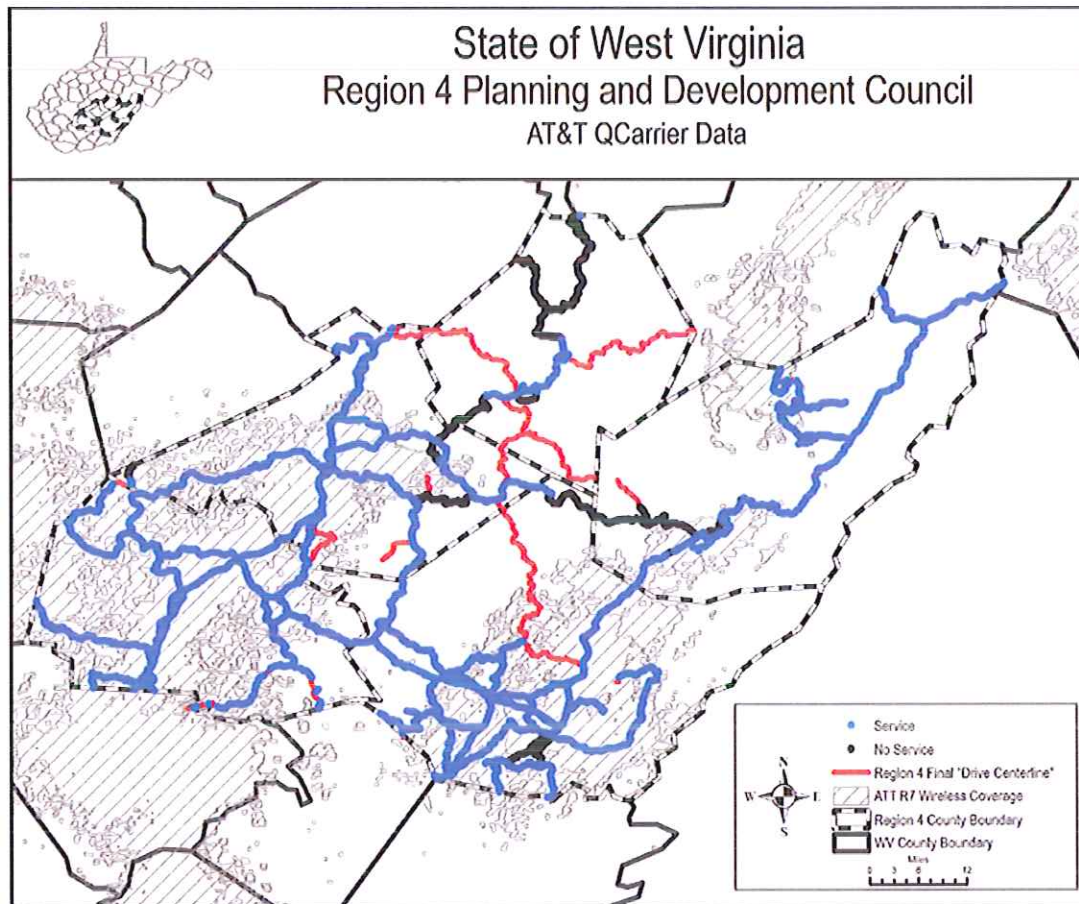 State of West Virginia
Region 4 Planning and Development Council
AT&T QCarrier Data
Service
No Service
Region 4 Final "Drive Centerline"
ATT R7 Wireless Coverage
Region 4 County Boundary
WV County Boundary
N
W E
S
Miles
0 3 6 12